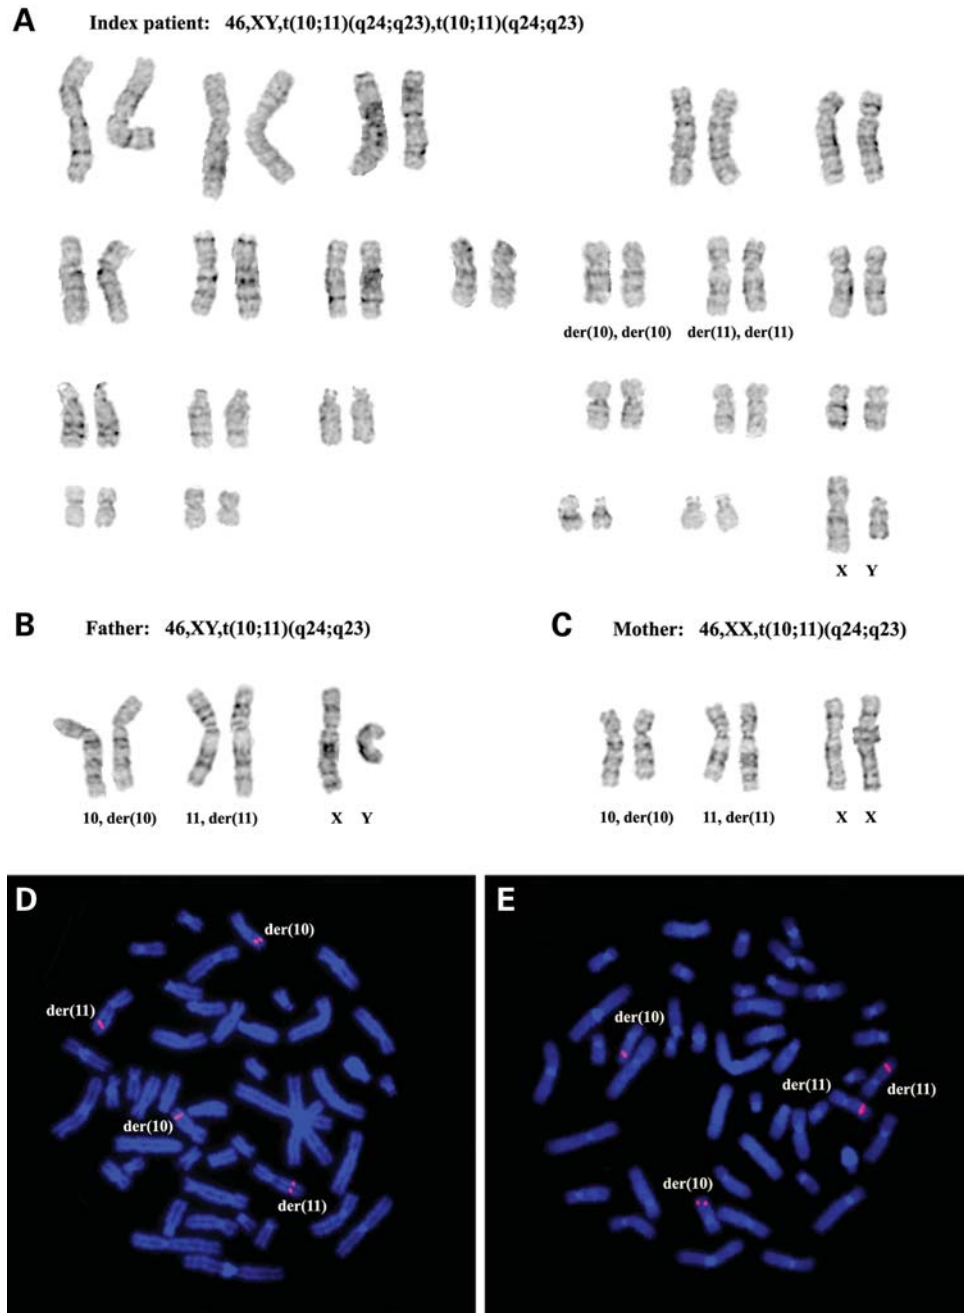 A
Index patient: 46,XY,t(10;11)(q24;q23),t(10;11)(q24;q23)
der(10), der(10) der(11), der(11)
X Y
B
Father: 46,XY,t(10;11)(q24;q23)
C
Mother: 46,XX,t(10;11)(q24;q23)
10, der(10) 11, der(11) X Y
10, der(10) 11, der(11) X X
D
der(10)
der(11)
der(10)
der(11)
E
der(10)
der(11)
der(11)
der(10)